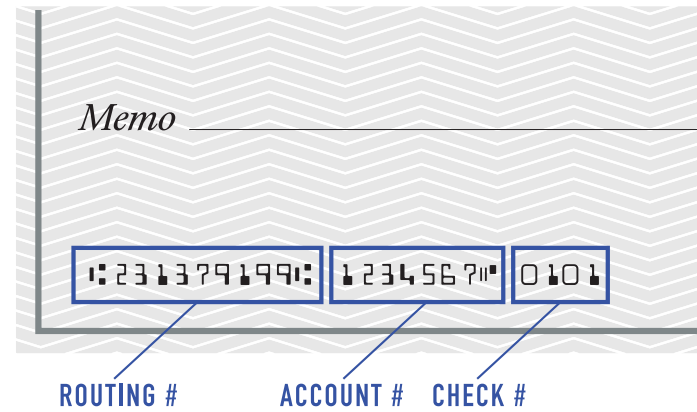 Memo
⑆231379199⑆ 1234567⑈ 0101
ROUTING # ACCOUNT # CHECK #